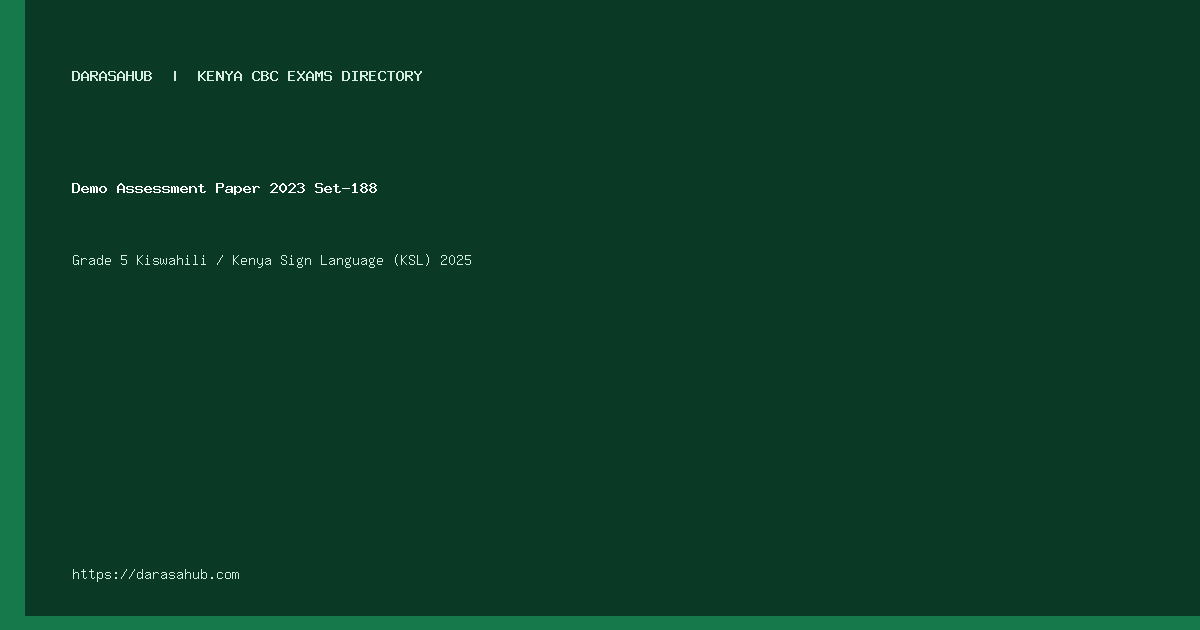 DARASAHUB | KENYA CBC EXAMS DIRECTORY
Demo Assessment Paper 2023 Set-188
Grade 5 Kiswahili / Kenya Sign Language (KSL) 2025
https://darasahub.com